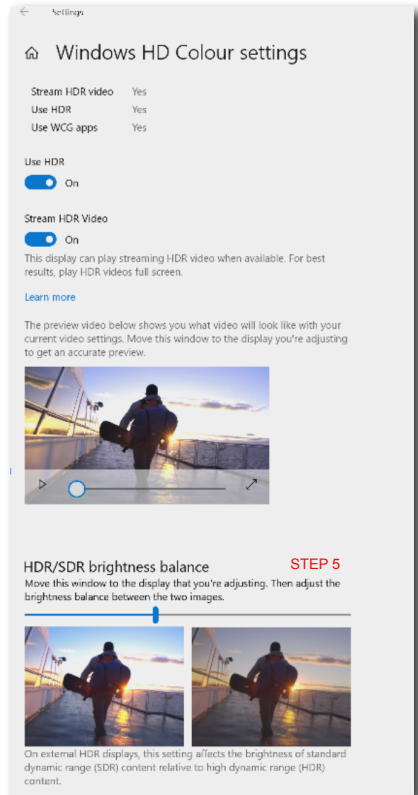 Settings
Windows HD Colour settings
Stream HDR video Yes
Use HDR Yes
Use WCG apps Yes
Use HDR
On
Stream HDR Video
On
This display can play streaming HDR video when available. For best
results, play HDR videos full screen.
Learn more
The preview video below shows you what video will look like with your
current video settings. Move this window to the display you're adjusting
to get an accurate preview.
HDR/SDR brightness balance STEP 5
Move this window to the display that you're adjusting. Then adjust the
brightness balance between the two images.
On external HDR displays, this setting affects the brightness of standard
dynamic range (SDR) content relative to high dynamic range (HDR)
content.